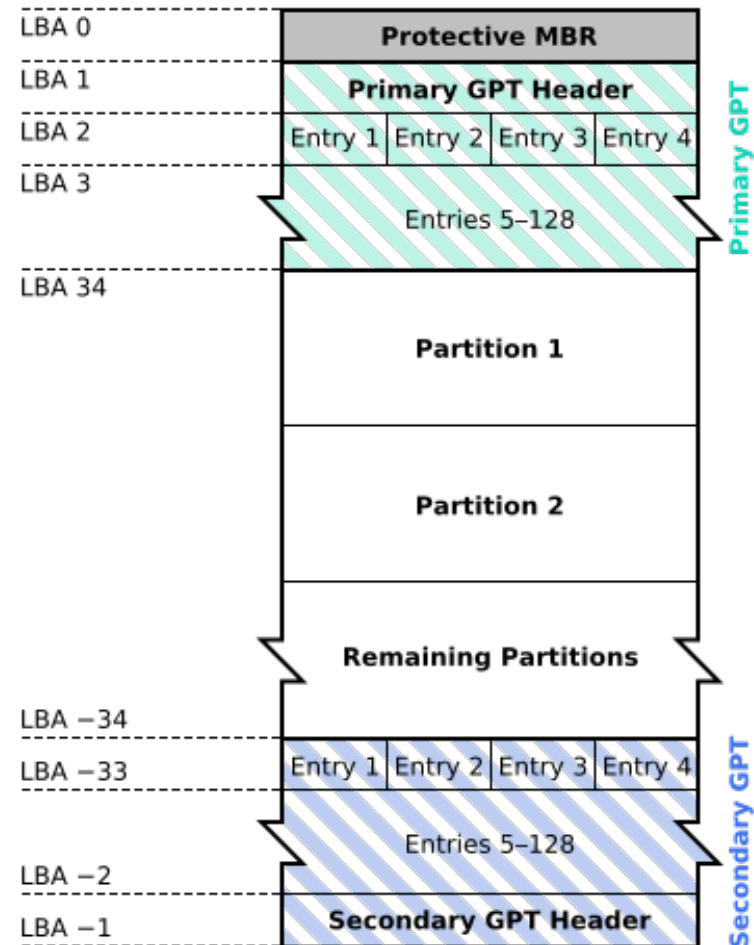 LBA 0
Protective MBR
LBA 1
Primary GPT Header
LBA 2
Entry 1 Entry 2 Entry 3 Entry 4
LBA 3
Entries 5–128
Primary GPT
LBA 34
Partition 1
Partition 2
Remaining Partitions
LBA −34
LBA −33
Entry 1 Entry 2 Entry 3 Entry 4
Entries 5–128
LBA −2
LBA −1
Secondary GPT Header
Secondary GPT